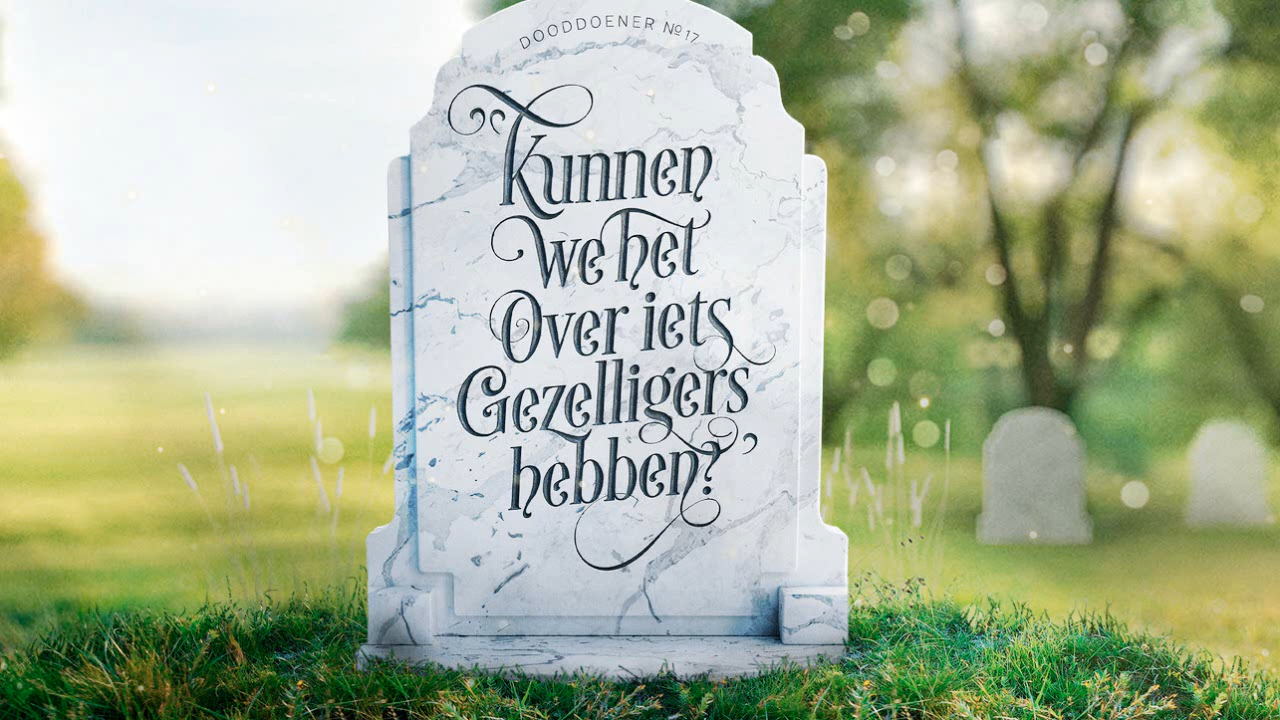 DOODDOENER Nº17
“Kunnen
we het
Over iets
Gezelligers
hebben?”